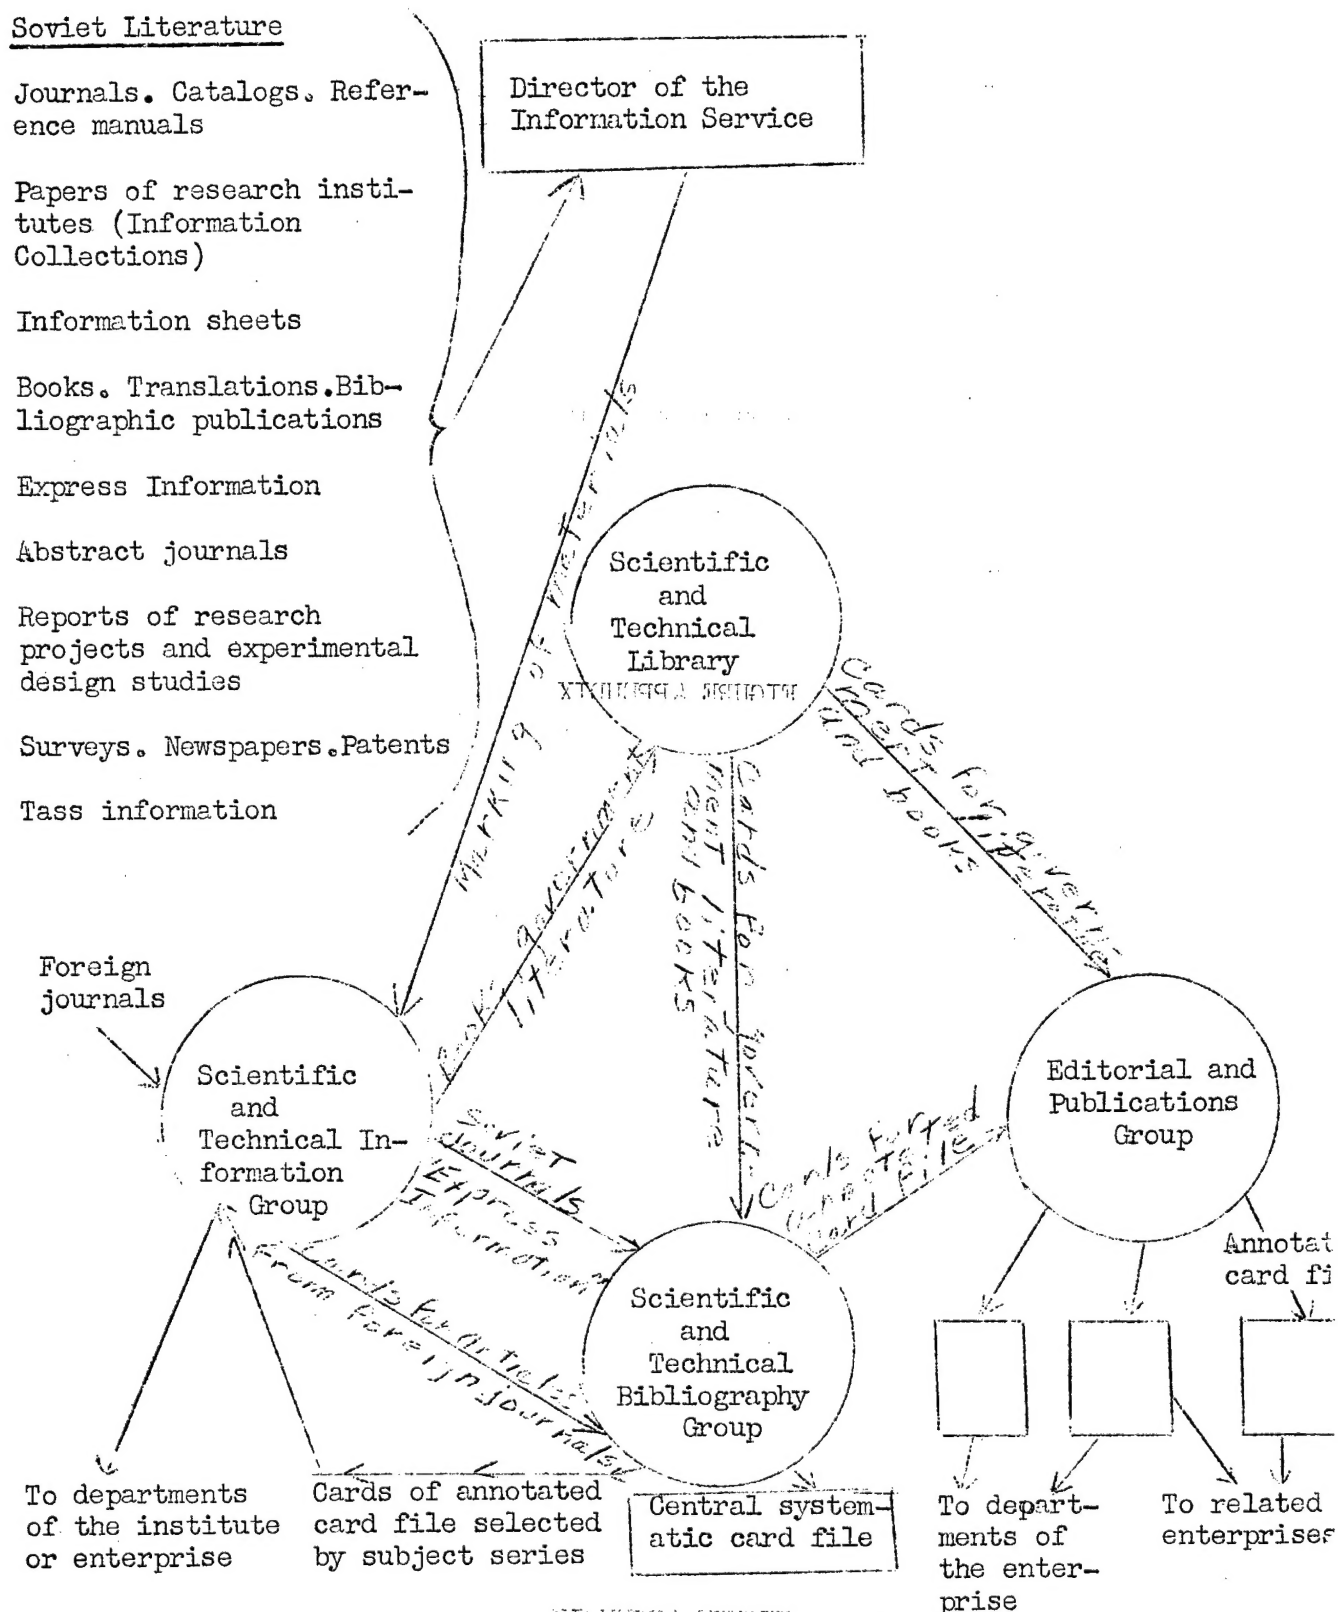 Soviet Literature
Journals. Catalogs. Refer-
ence manuals
Papers of research insti-
tutes (Information
Collections)
Information sheets
Books. Translations.Bib-
liographic publications
Express Information
Abstract journals
Reports of research
projects and experimental
design studies
Surveys. Newspapers.Patents
Tass information
Director of the
Information Service
Marking of materials
Scientific
and
Technical
Library
Cards for govern-
ment literature
and books
Books, government
literature
Cards for govern-
ment literature
and books
Foreign
journals
Scientific
and
Technical In-
formation
Group
Soviet
journals
"Express
Information"
Cards for articles
from foreign journals
Cards for
card file
Editorial and
Publications
Group
Scientific
and
Technical
Bibliography
Group
Annotat
card fi
To departments
of the institute
or enterprise
Cards of annotated
card file selected
by subject series
Central system-
atic card file
To depart-
ments of
the enter-
prise
To related
enterprises